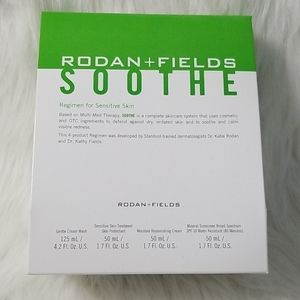 RODAN+FIELDS
SOOTHE
Regimen for Sensitive Skin
Based on Multi-Med Therapy, SOOTHE is a complete skincare system that uses cosmetic
and OTC ingredients to defend against dry, irritated skin and to soothe and calm
visible redness.
This 4-product Regimen was developed by Stanford-trained dermatologists Dr. Katie Rodan
and Dr. Kathy Fields.
RODAN+FIELDS
Gentle Cream Wash
125 mL /
4.2 Fl. Oz. U.S.
Sensitive Skin Treatment
Skin Protectant
50 mL /
1.7 Fl. Oz. U.S.
Moisture Replenishing Cream
50 mL /
1.7 Fl. Oz. U.S.
Mineral Sunscreen Broad Spectrum
SPF 30 Water Resistant (80 Minutes)
50 mL /
1.7 Fl. Oz. U.S.